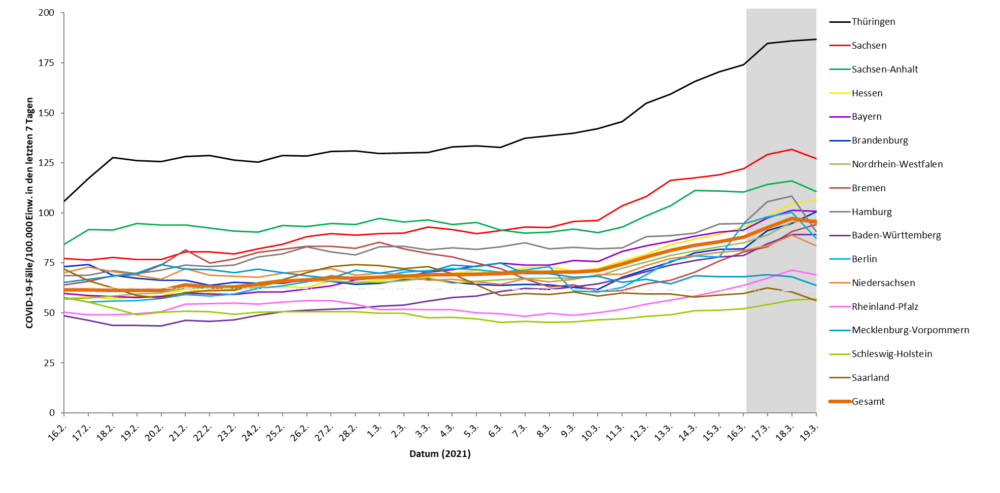 COVID-19-Fälle/100.000 Einw. in den letzten 7 Tagen
200
175
150
125
100
75
50
25
0
16.2. 17.2. 18.2. 19.2. 20.2. 21.2. 22.2. 23.2. 24.2. 25.2. 26.2. 27.2. 28.2. 1.3. 2.3. 3.3. 4.3. 5.3. 6.3. 7.3. 8.3. 9.3. 10.3. 11.3. 12.3. 13.3. 14.3. 15.3. 16.3. 17.3. 18.3. 19.3.
Datum (2021)
Thüringen
Sachsen
Sachsen-Anhalt
Hessen
Bayern
Brandenburg
Nordrhein-Westfalen
Bremen
Hamburg
Baden-Württemberg
Berlin
Niedersachsen
Rheinland-Pfalz
Mecklenburg-Vorpommern
Schleswig-Holstein
Saarland
Gesamt